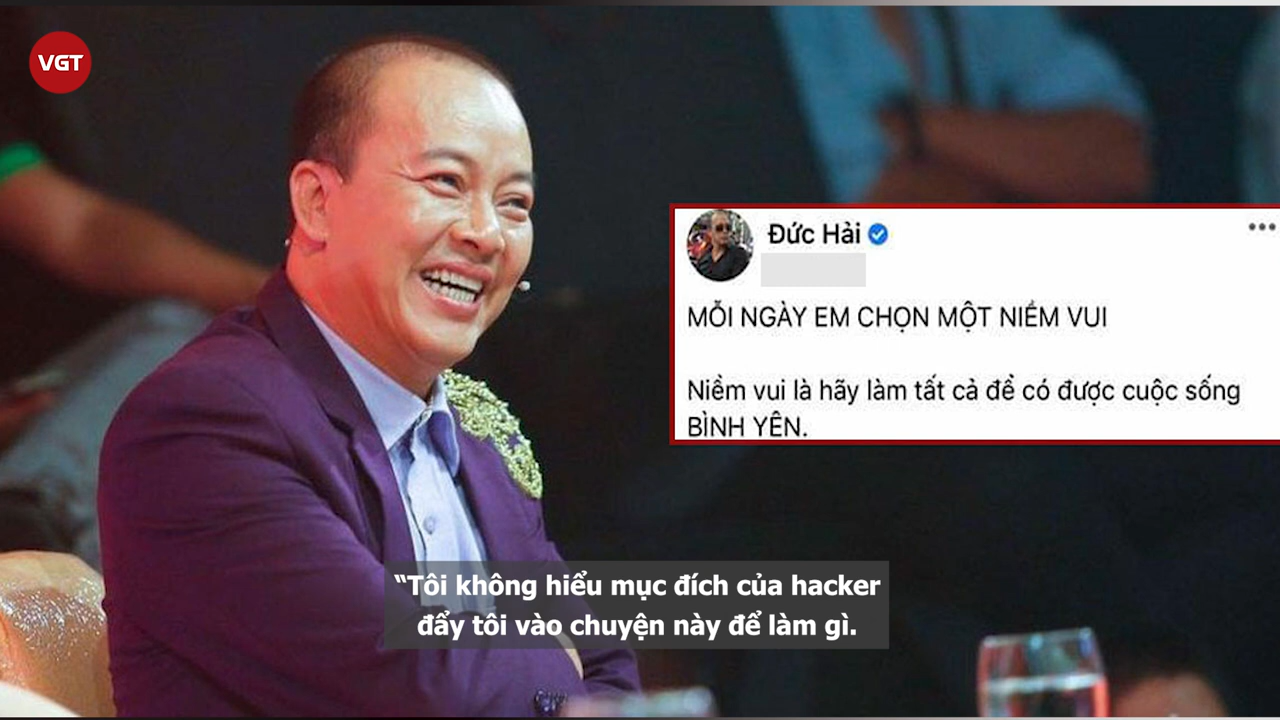 VGT
Đức Hải
MỖI NGÀY EM CHỌN MỘT NIỀM VUI
Niềm vui là hãy làm tất cả để có được cuộc sống
BÌNH YÊN.
“Tôi không hiểu mục đích của hacker
đẩy tôi vào chuyện này để làm gì.